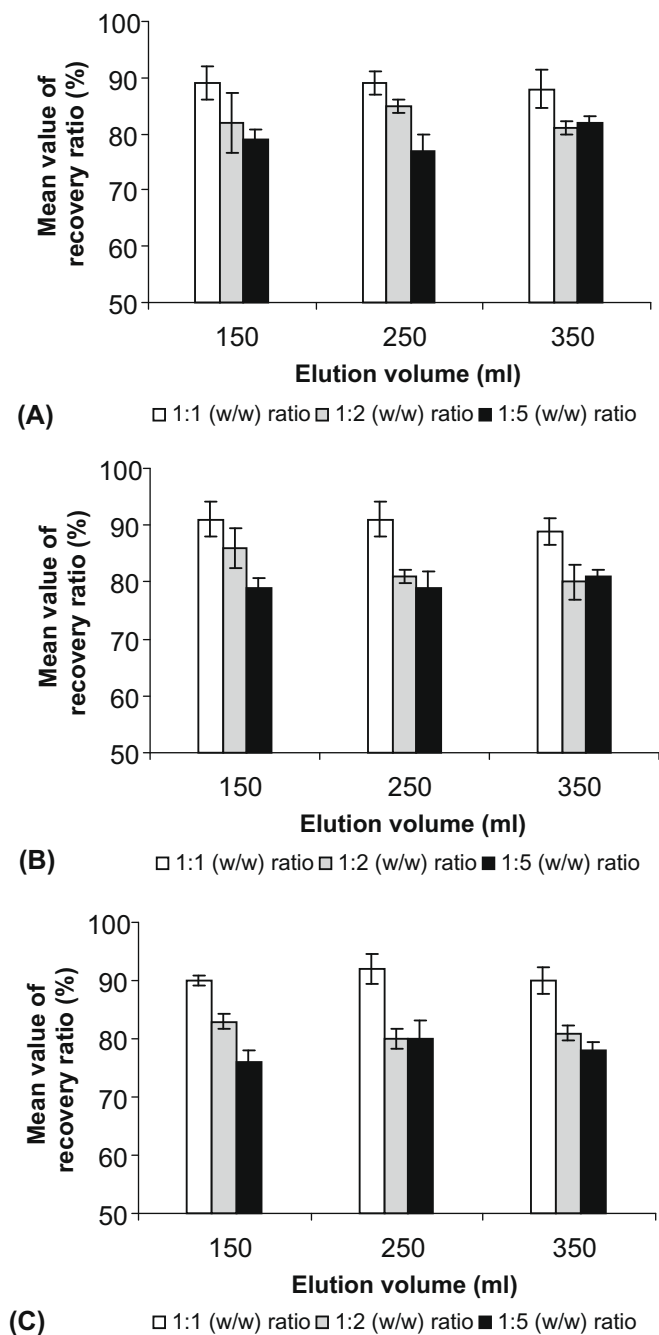 100
90
80
70
60
50
Mean value of
recovery ratio (%)
150 250 350
Elution volume (ml)
(A)
1:1 (w/w) ratio 1:2 (w/w) ratio 1:5 (w/w) ratio
100
90
80
70
60
50
Mean value of
recovery ratio (%)
150 250 350
Elution volume (ml)
(B)
1:1 (w/w) ratio 1:2 (w/w) ratio 1:5 (w/w) ratio
100
90
80
70
60
50
Mean value of
recovery ratio (%)
150 250 350
Elution volume (ml)
(C)
1:1 (w/w) ratio 1:2 (w/w) ratio 1:5 (w/w) ratio